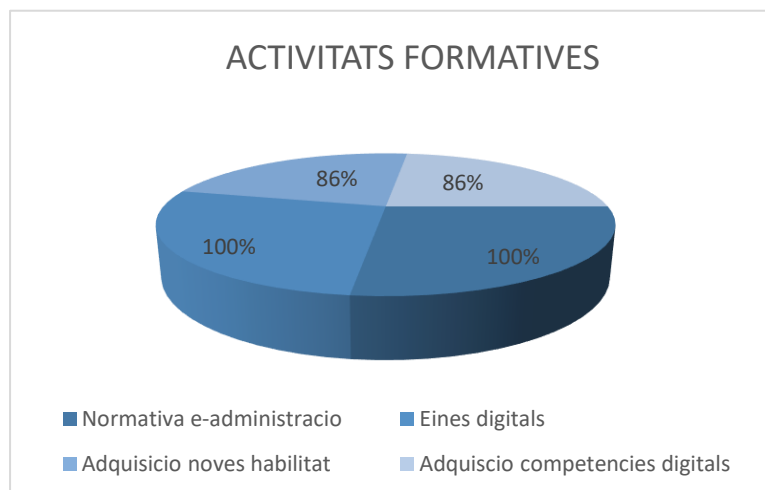 ACTIVITATS FORMATIVES
86% 86%
100% 100%
Normativa e-administracio Eines digitals
Adquisicio noves habilitat Adquiscio competencies digitals